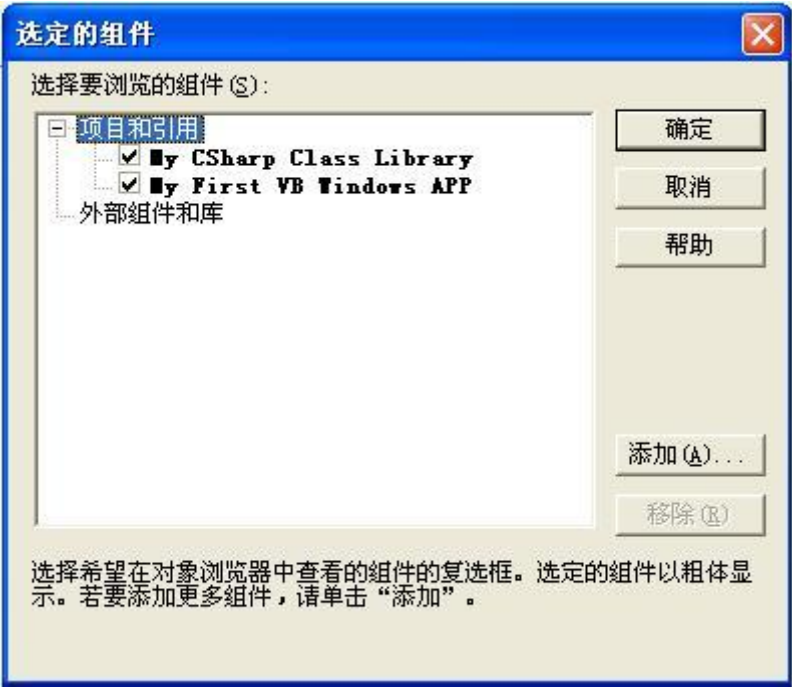 选定的组件
选择要浏览的组件(S):
项目和引用
My CSharp Class Library
My First VB Windows APP
外部组件和库
确定
取消
帮助
添加(A)...
移除(R)
选择希望在对象浏览器中查看的组件的复选框。选定的组件以粗体显
示。若要添加更多组件，请单击“添加”。